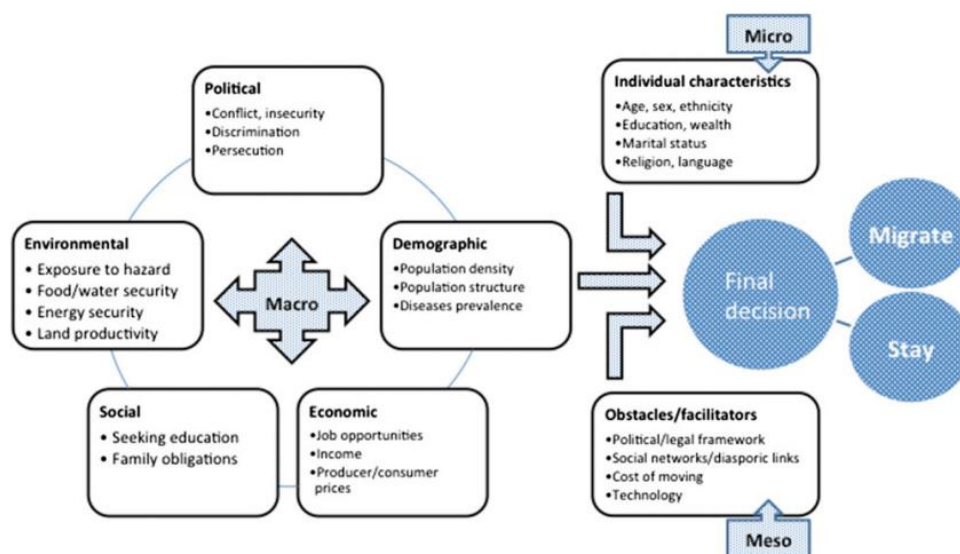 Micro
Political
•Conflict, insecurity
•Discrimination
•Persecution
Individual characteristics
•Age, sex, ethnicity
•Education, wealth
•Marital status
•Religion, language
Environmental
• Exposure to hazard
• Food/water security
• Energy security
• Land productivity
Macro
Demographic
•Population density
•Population structure
•Diseases prevalence
Final
decision
Migrate
Stay
Social
• Seeking education
• Family obligations
Economic
•Job opportunities
•Income
•Producer/consumer
prices
Obstacles/facilitators
•Political/legal framework
•Social networks/diasporic links
•Cost of moving
•Technology
Meso